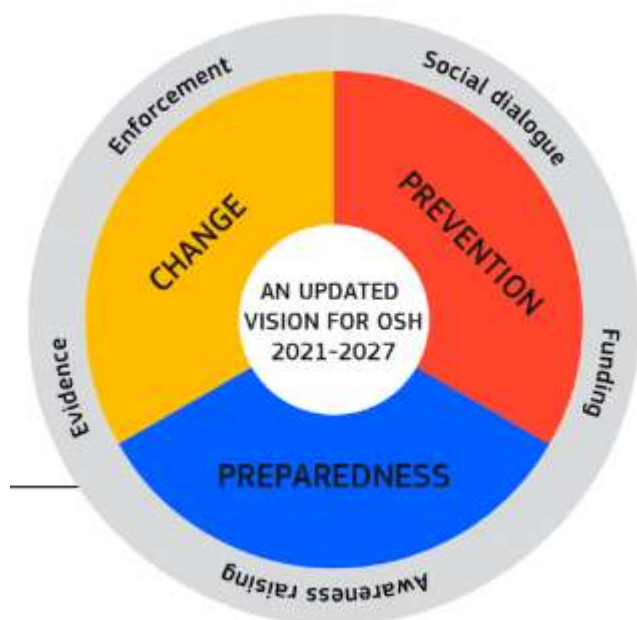 Enforcement
Social dialogue
CHANGE
PREVENTION
AN UPDATED
VISION FOR OSH
2021-2027
Evidence
Funding
PREPAREDNESS
Awareness raising